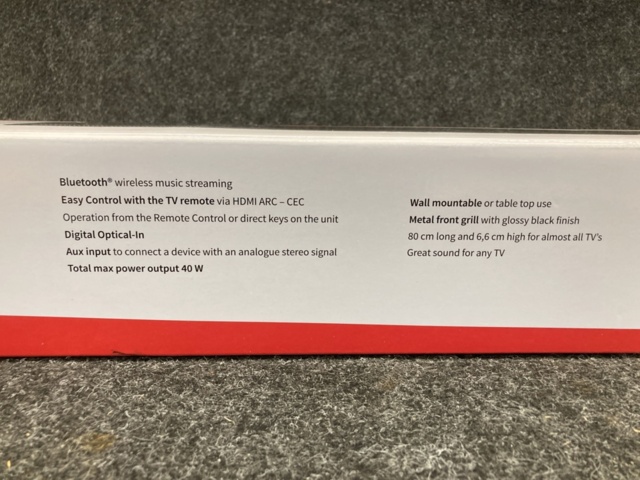 Bluetooth® wireless music streaming
Easy Control with the TV remote via HDMI ARC – CEC
Operation from the Remote Control or direct keys on the unit
Digital Optical-In
Aux input to connect a device with an analogue stereo signal
Total max power output 40 W
Wall mountable or table top use
Metal front grill with glossy black finish
80 cm long and 6,6 cm high for almost all TV's
Great sound for any TV